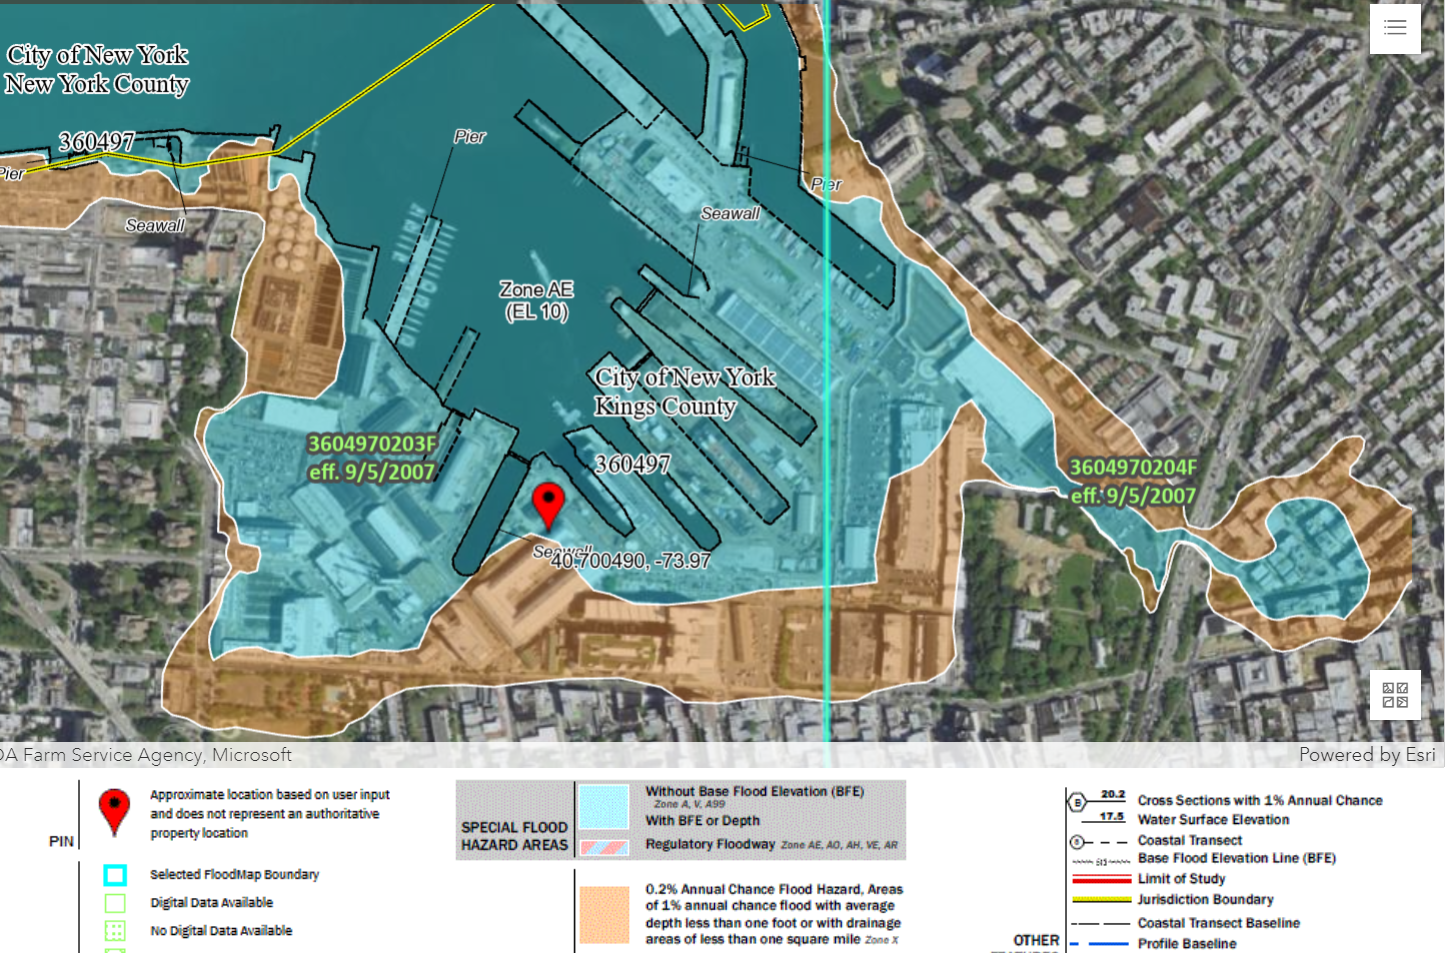 City of New York
New York County
360497
Pier
Pier
Seawall
Pier
Seawall
Pier
Zone AE
(EL 10)
City of New York
Kings County
360497
3604970203F
eff. 9/5/2007
3604970204F
eff. 9/5/2007
Seawall
40.700490, -73.97
DA Farm Service Agency, Microsoft
Powered by Esri
PIN
Approximate location based on user input
and does not represent an authoritative
property location
Selected FloodMap Boundary
Digital Data Available
No Digital Data Available
SPECIAL FLOOD
HAZARD AREAS
Without Base Flood Elevation (BFE)
Zone A, V, A99
With BFE or Depth
Regulatory Floodway Zone AE, AO, AH, VE, AR
0.2% Annual Chance Flood Hazard, Areas
of 1% annual chance flood with average
depth less than one foot or with drainage
areas of less than one square mile Zone X
OTHER
FEATURES
B 20.2
17.5
Cross Sections with 1% Annual Chance
Water Surface Elevation
8
Coastal Transect
513
Base Flood Elevation Line (BFE)
Limit of Study
Jurisdiction Boundary
Coastal Transect Baseline
Profile Baseline